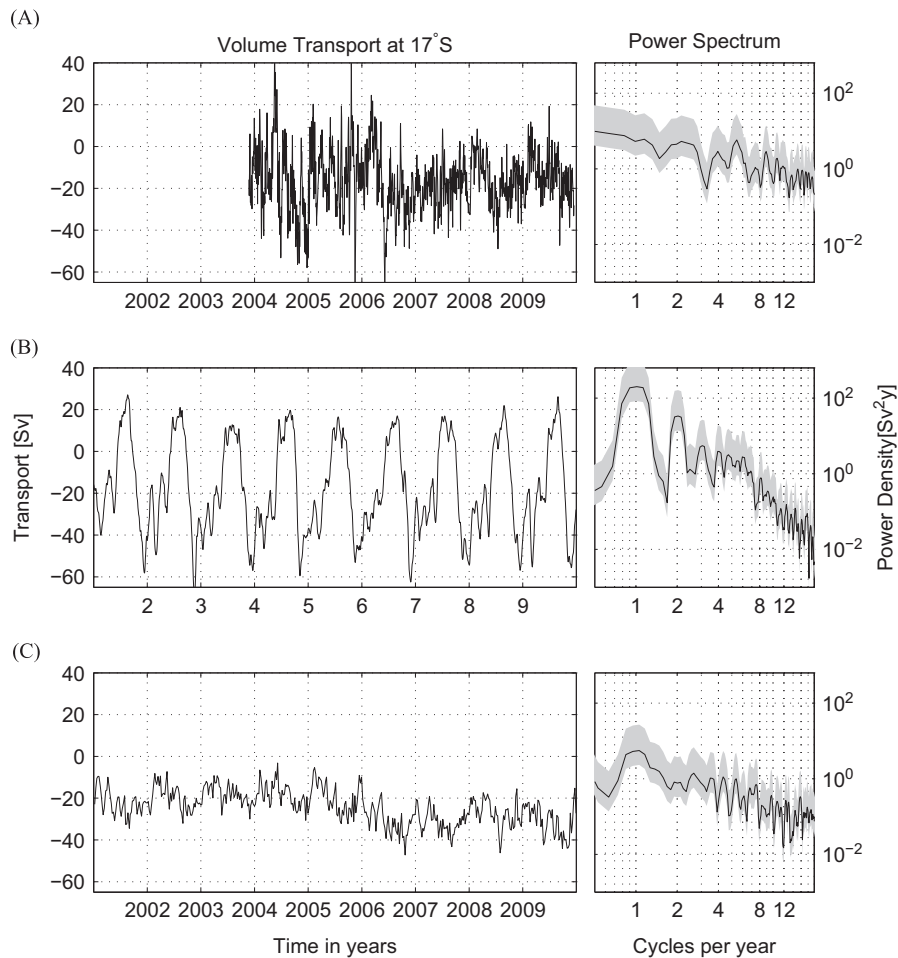 (A)
Volume Transport at 17°S
Power Spectrum
40
20
0
−20
−40
−60
2002 2003 2004 2005 2006 2007 2008 2009
10²
10⁰
10⁻²
1 2 4 8 12
(B)
40
20
0
−20
−40
−60
Transport [Sv]
2 3 4 5 6 7 8 9
10²
10⁰
10⁻²
Power Density[Sv²y]
1 2 4 8 12
(C)
40
20
0
−20
−40
−60
2002 2003 2004 2005 2006 2007 2008 2009
Time in years
10²
10⁰
10⁻²
1 2 4 8 12
Cycles per year